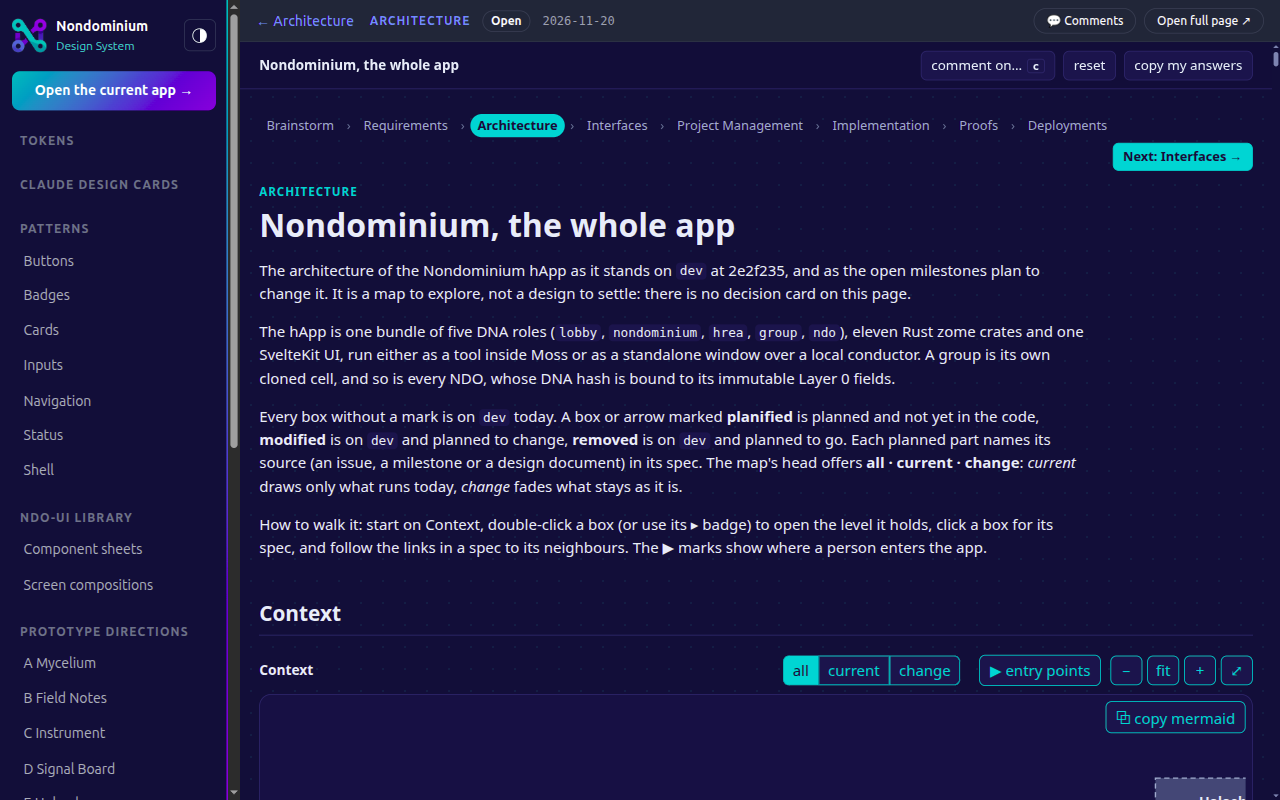 Nondominium
Design System
Open the current app →
TOKENS
CLAUDE DESIGN CARDS
PATTERNS
Buttons
Badges
Cards
Inputs
Navigation
Status
Shell
NDO-UI LIBRARY
Component sheets
Screen compositions
PROTOTYPE DIRECTIONS
A Mycelium
B Field Notes
C Instrument
D Signal Board
← Architecture ARCHITECTURE Open 2026-11-20 💬 Comments Open full page ↗
Nondominium, the whole app comment on... c reset copy my answers
Brainstorm › Requirements › Architecture › Interfaces › Project Management › Implementation › Proofs › Deployments
Next: Interfaces →
ARCHITECTURE
Nondominium, the whole app
The architecture of the Nondominium hApp as it stands on dev at 2e2f235, and as the open milestones plan to
change it. It is a map to explore, not a design to settle: there is no decision card on this page.
The hApp is one bundle of five DNA roles ( lobby, nondominium, hrea, group, ndo ), eleven Rust zome crates and one
SvelteKit UI, run either as a tool inside Moss or as a standalone window over a local conductor. A group is its own
cloned cell, and so is every NDO, whose DNA hash is bound to its immutable Layer 0 fields.
Every box without a mark is on dev today. A box or arrow marked planified is planned and not yet in the code,
modified is on dev and planned to change, removed is on dev and planned to go. Each planned part names its
source (an issue, a milestone or a design document) in its spec. The map's head offers all · current · change: current
draws only what runs today, change fades what stays as it is.
How to walk it: start on Context, double-click a box (or use its ▸ badge) to open the level it holds, click a box for its
spec, and follow the links in a spec to its neighbours. The ▶ marks show where a person enters the app.
Context
Context all current change ▶ entry points − fit + ⤢
copy mermaid